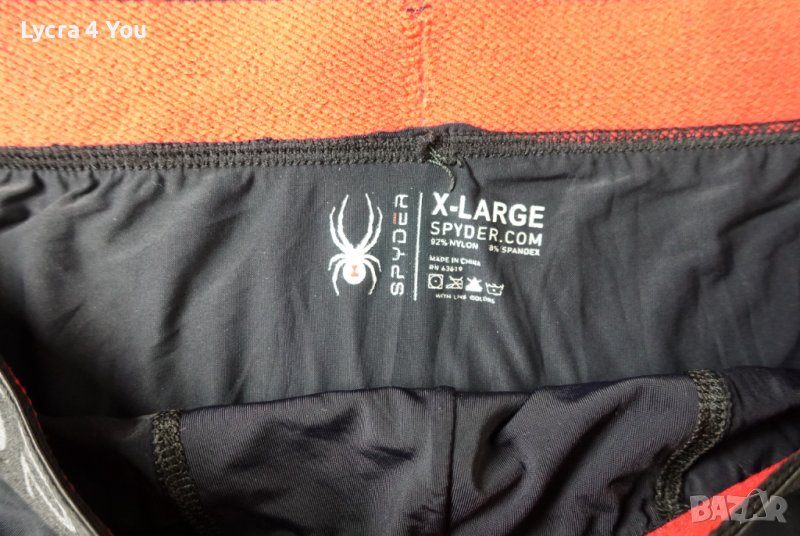 Lycra 4 You
SPYDER
X-LARGE
SPYDER.COM
92% NYLON 8% SPANDEX
MADE IN CHINA
RN 63619
WITH LIKE COLORS
BAZAR